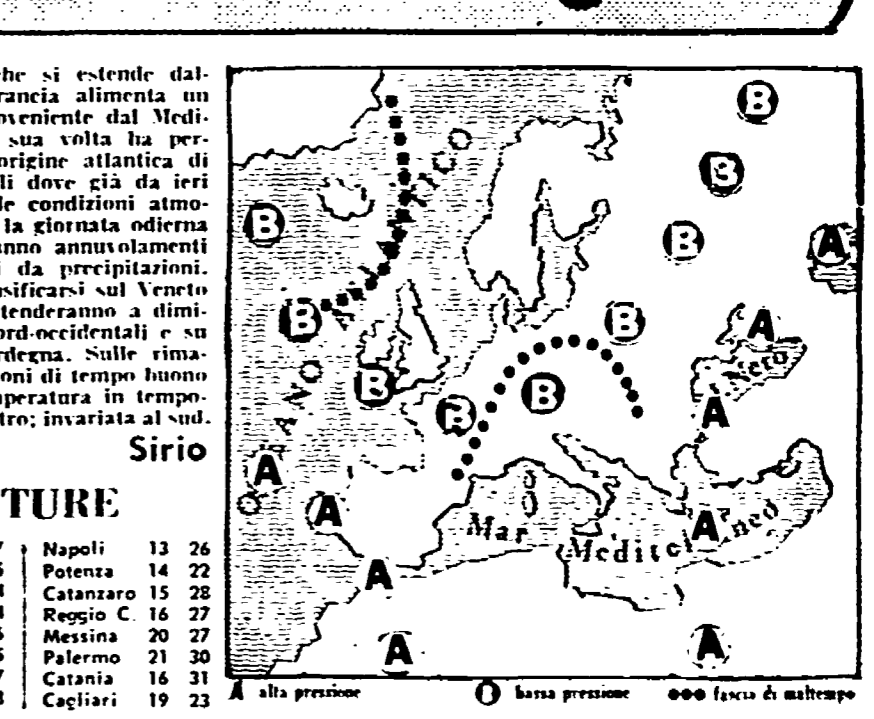 che si estende dal-
rancia alimenta un
oveniente dal Medi-
sua volta ha per-
origine atlantica di
li dove già da ieri
le condizioni atmo-
la giornata odierna
anno annuvolamenti
i da precipitazioni.
sificarsi sul Veneto
tenderanno a dimi-
ord-occidentali e su
rdegna. Sulle rima-
oni di tempo buono
mperatura in tempo-
tro; invariata al sud.
Sirio
TURE
Napoli 13 26
Potenza 14 22
Catanzaro 15 28
Reggio C. 16 27
Messina 20 27
Palermo 21 30
Catania 16 31
Cagliari 19 23
B
B
B
B
A
B
B
A
B
B
B
A
B
A
A
A
A
A
A
Nero
Mar
A alta pressione
B bassa pressione
fascia di maltempo